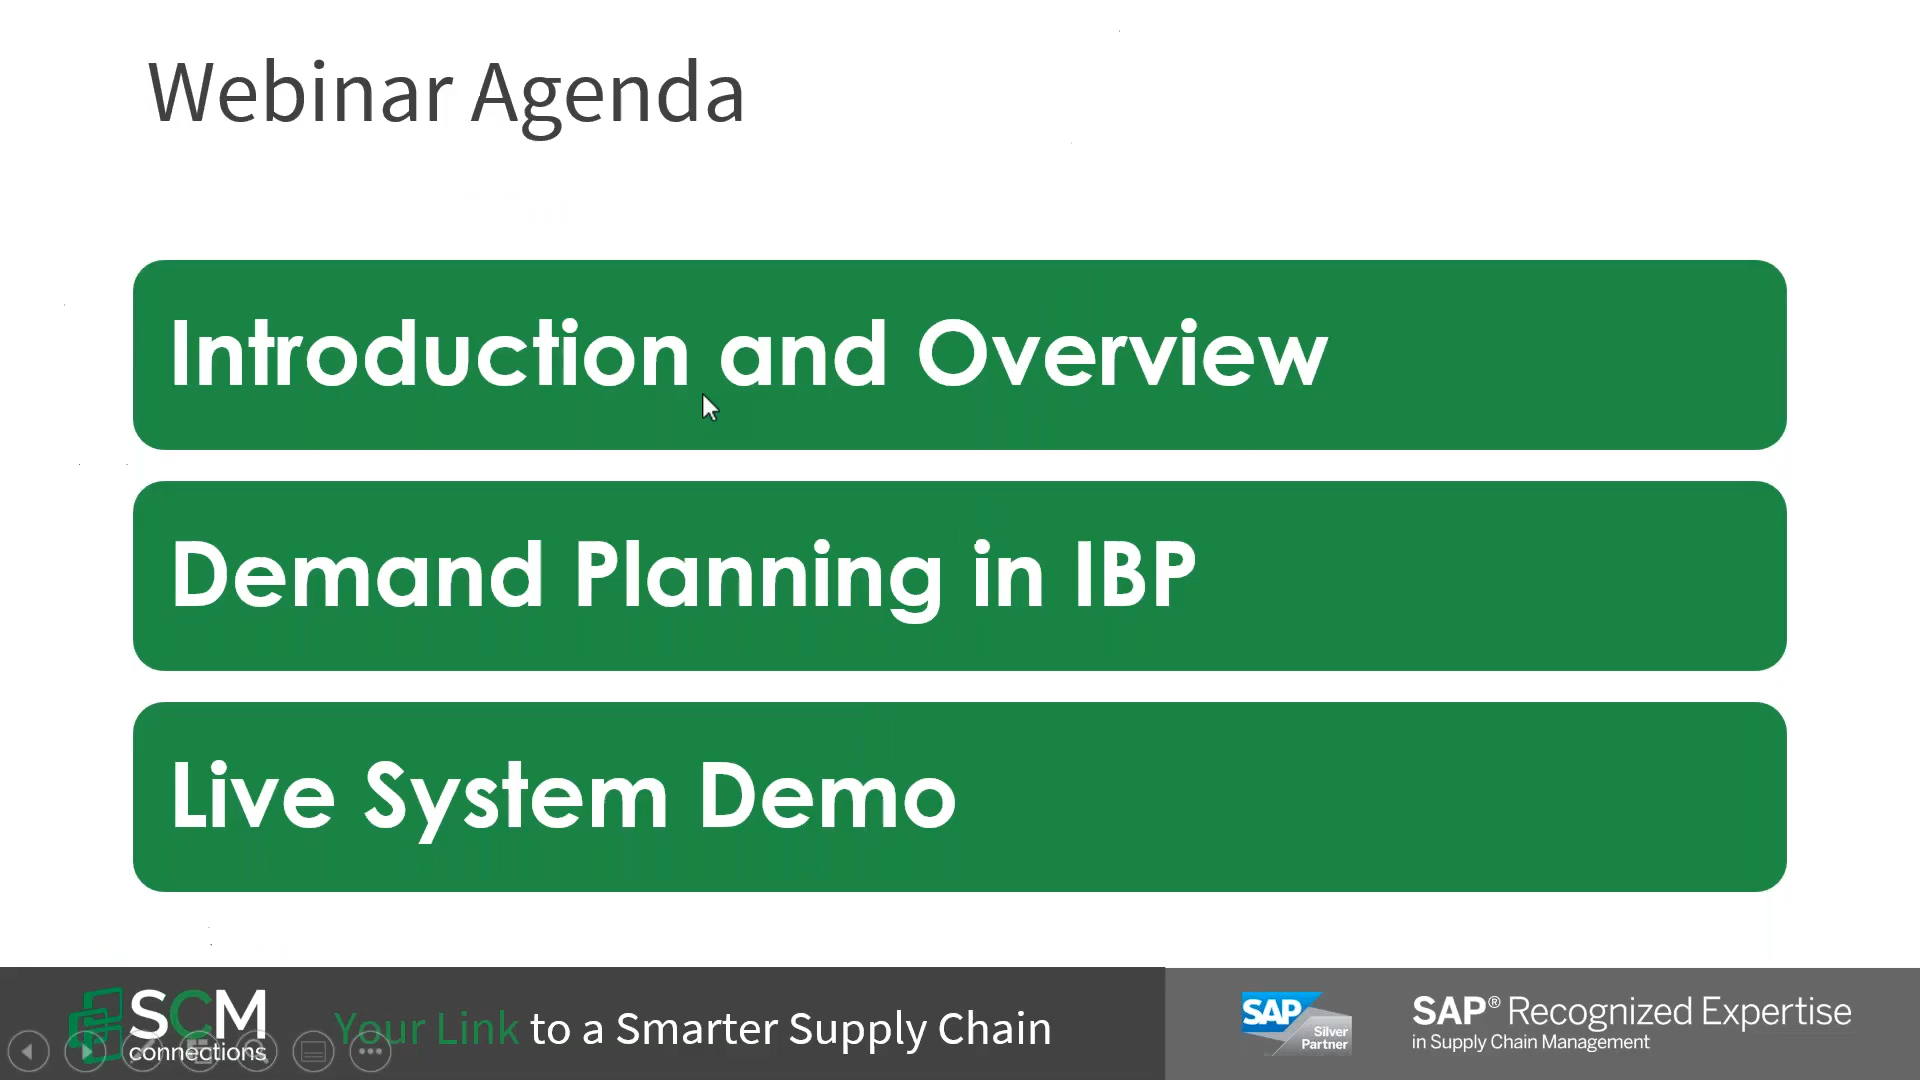 Webinar Agenda
Introduction and Overview
Demand Planning in IBP
Live System Demo
SCM
connections
Your Link to a Smarter Supply Chain
SAP
Silver
Partner
SAP® Recognized Expertise
in Supply Chain Management